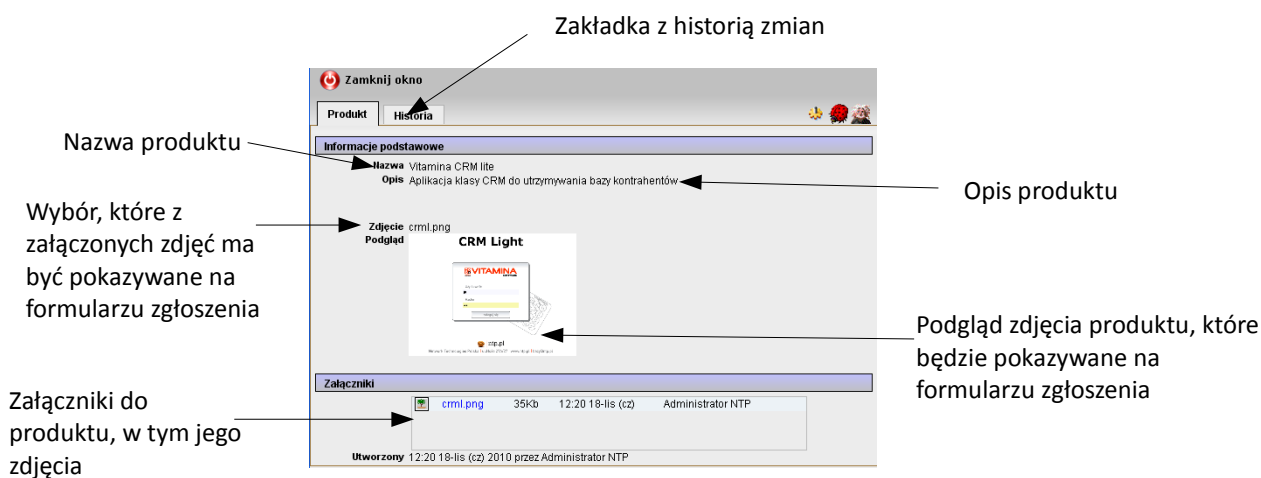 Zakładka z historią zmian
Zamknij okno
Produkt Historia
Nazwa produktu
Informacje podstawowe
Nazwa Vitamina CRM lite
Opis Aplikacja klasy CRM do utrzymywania bazy kontrahentów
Opis produktu
Wybór, które z
załączonych zdjęć ma
być pokazywane na
formularzu zgłoszenia
Zdjęcie crml.png
Podgląd
CRM Light
VITAMINA
ntp.pl
Podgląd zdjęcia produktu, które
będzie pokazywane na
formularzu zgłoszenia
Załączniki
Załączniki do
produktu, w tym jego
zdjęcia
crml.png 35Kb 12:20 18-lis (cz) Administrator NTP
Utworzony 12:20 18-lis (cz) 2010 przez Administrator NTP